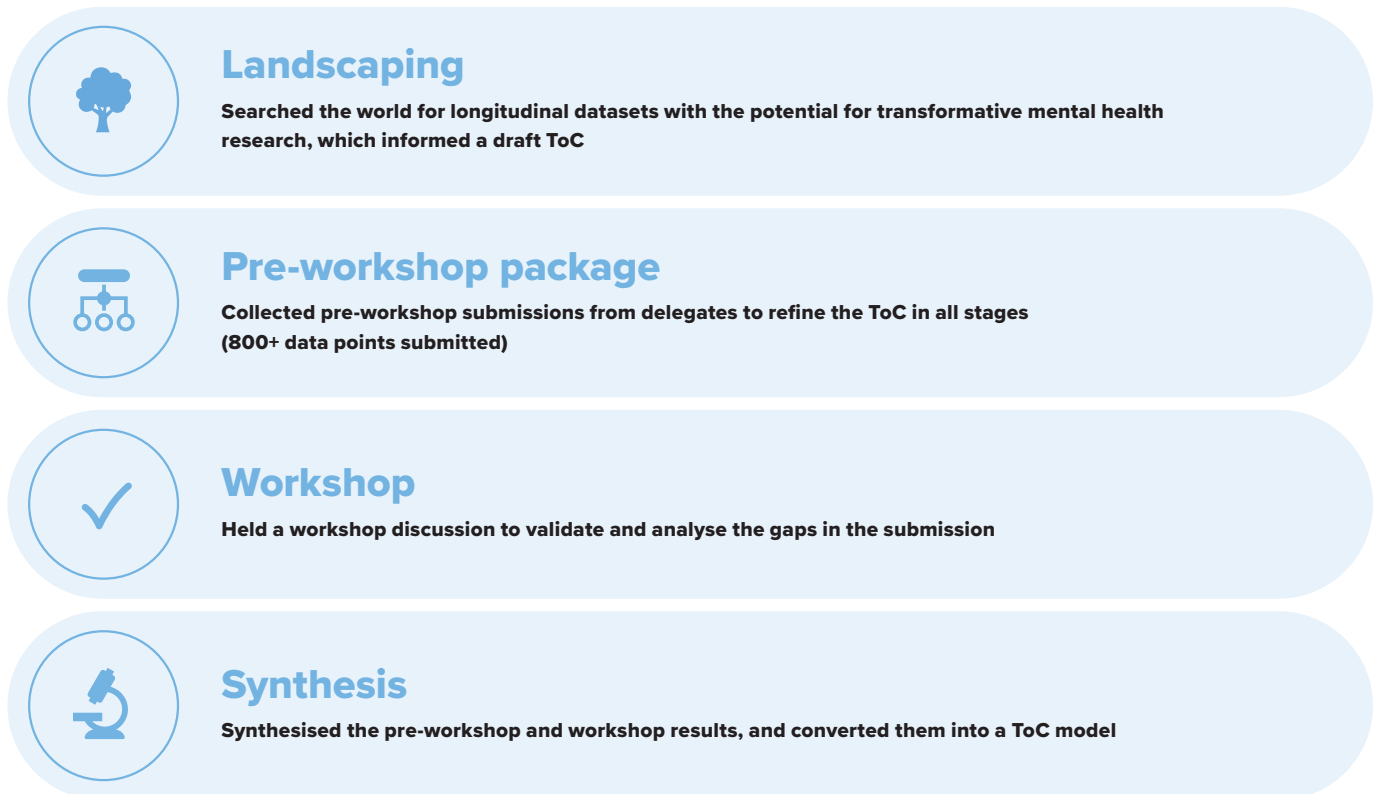 Landscaping
Searched the world for longitudinal datasets with the potential for transformative mental health
research, which informed a draft ToC
Pre-workshop package
Collected pre-workshop submissions from delegates to refine the ToC in all stages
(800+ data points submitted)
Workshop
Held a workshop discussion to validate and analyse the gaps in the submission
Synthesis
Synthesised the pre-workshop and workshop results, and converted them into a ToC model